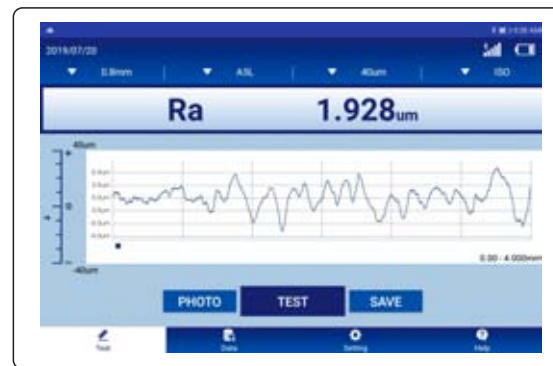 2019/07/20
0.8mm ASL 40um ISO
Ra 1.928um
40um
0
-40um
0.00 - 4.000mm
PHOTO TEST SAVE
Test Data Setting Help